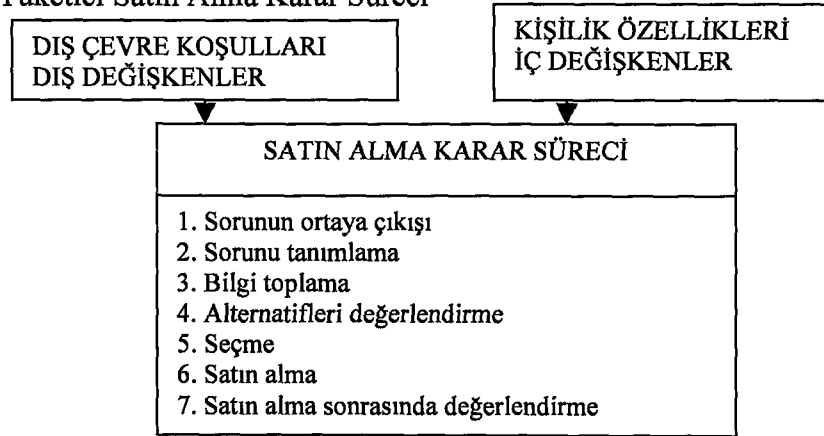 Tüketici Satın Alma Karar Süreci
DIŞ ÇEVRE KOŞULLARI
DIŞ DEĞİŞKENLER
KİŞİLİK ÖZELLİKLERİ
İÇ DEĞİŞKENLER
SATIN ALMA KARAR SÜRECİ
1. Sorunun ortaya çıkışı
2. Sorunu tanımlama
3. Bilgi toplama
4. Alternatifleri değerlendirme
5. Seçme
6. Satın alma
7. Satın alma sonrasında değerlendirme